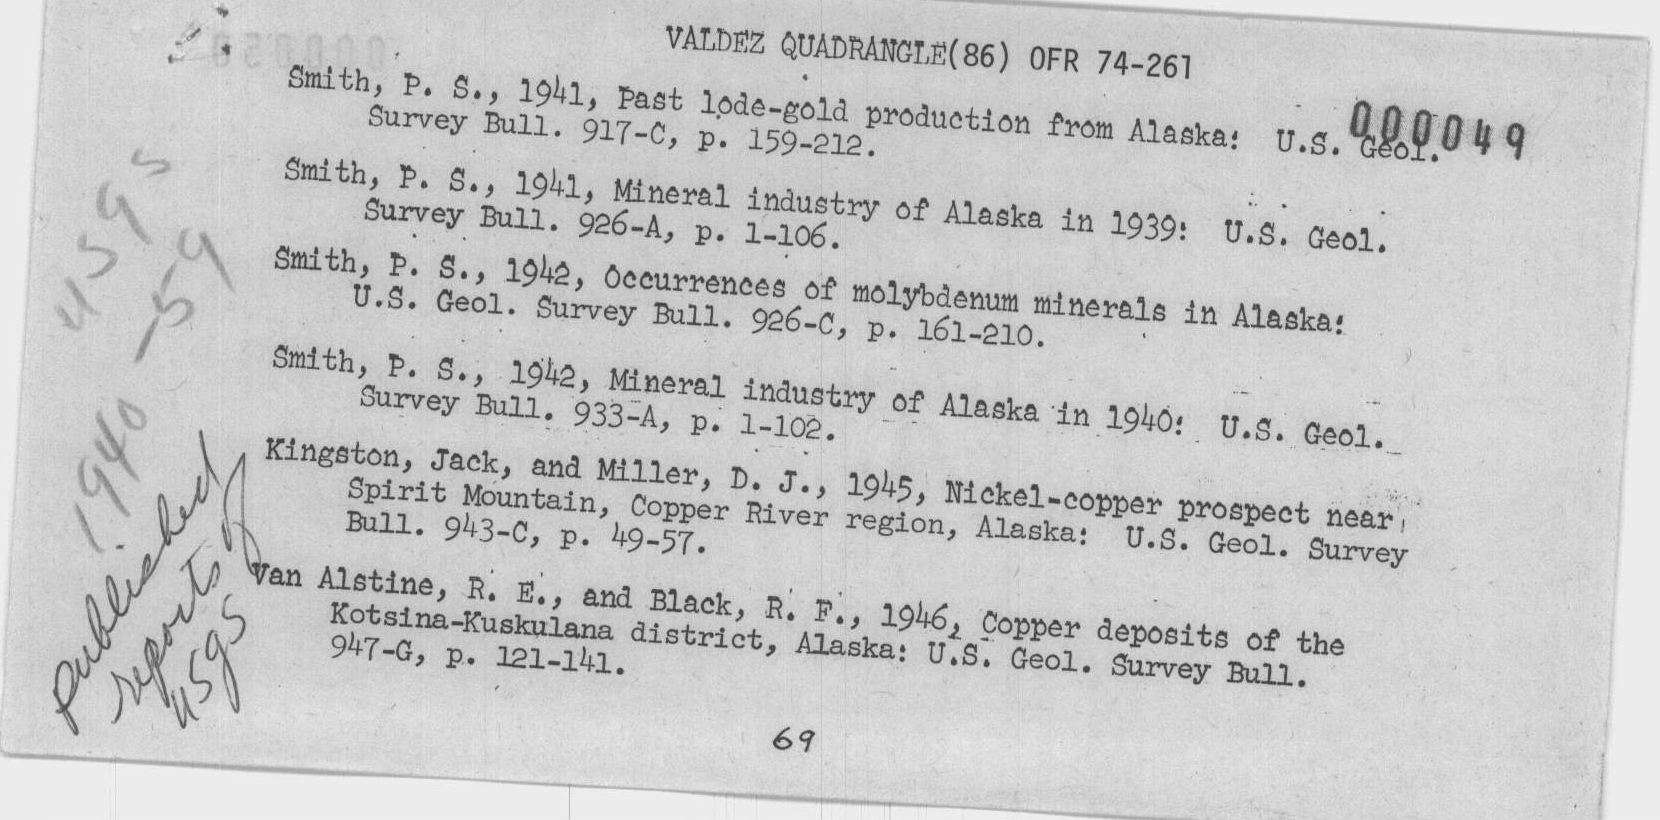 VALDEZ QUADRANGLE(86) OFR 74-261
000049
Smith, P. S., 1941, Past lode-gold production from Alaska: U.S. Geol.
Survey Bull. 917-C, p. 159-212.
Smith, P. S., 1941, Mineral industry of Alaska in 1939: U.S. Geol.
Survey Bull. 926-A, p. 1-106.
Smith, P. S., 1942, Occurrences of molybdenum minerals in Alaska:
U.S. Geol. Survey Bull. 926-C, p. 161-210.
Smith, P. S., 1942, Mineral industry of Alaska in 1940: U.S. Geol.
Survey Bull. 933-A, p. 1-102.
Kingston, Jack, and Miller, D. J., 1945, Nickel-copper prospect near
Spirit Mountain, Copper River region, Alaska: U.S. Geol. Survey
Bull. 943-C, p. 49-57.
Van Alstine, R. E., and Black, R. F., 1946, Copper deposits of the
Kotsina-Kuskulana district, Alaska: U.S. Geol. Survey Bull.
947-G, p. 121-141.
69
usgs
1940-59
published
reports of
usgs
000050